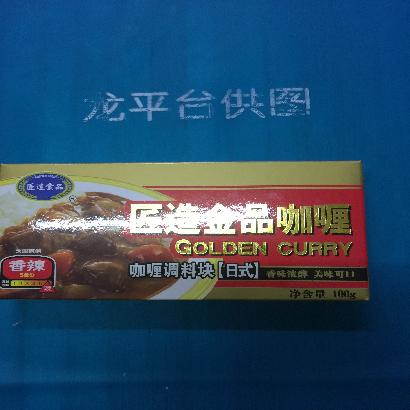 龙平台供图
匠造食品
匠造金品咖喱
GOLDEN CURRY
咖喱调料块【日式】
香味浓醇 美味可口
香辣
净含量 100g